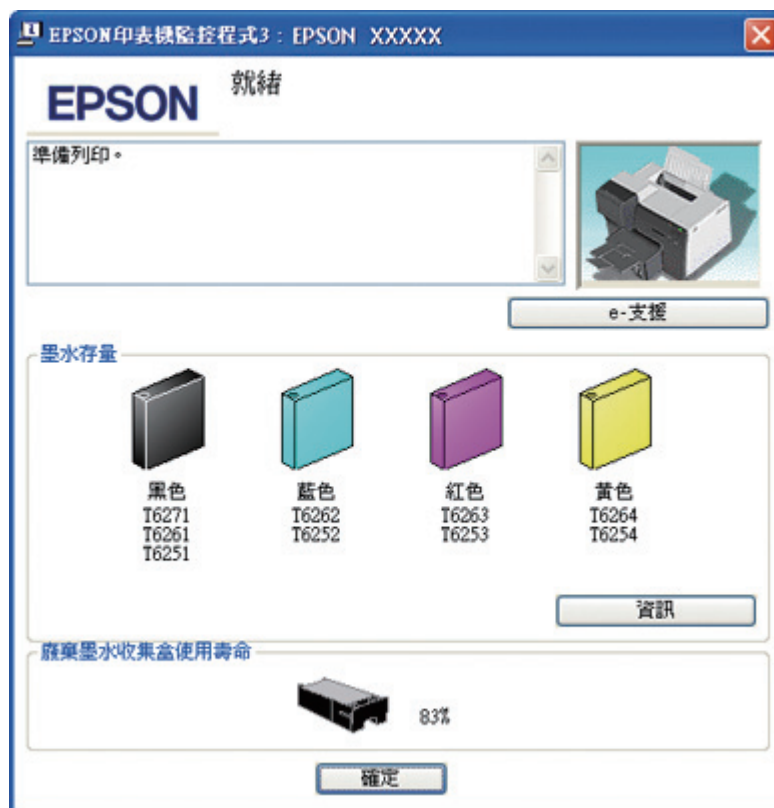 EPSON印表機監控程式3：EPSON XXXXX
EPSON
就緒
準備列印。
e-支援
墨水存量
黑色
T6271
T6261
T6251
藍色
T6262
T6252
紅色
T6263
T6253
黃色
T6264
T6254
資訊
廢棄墨水收集盒使用壽命
83%
確定